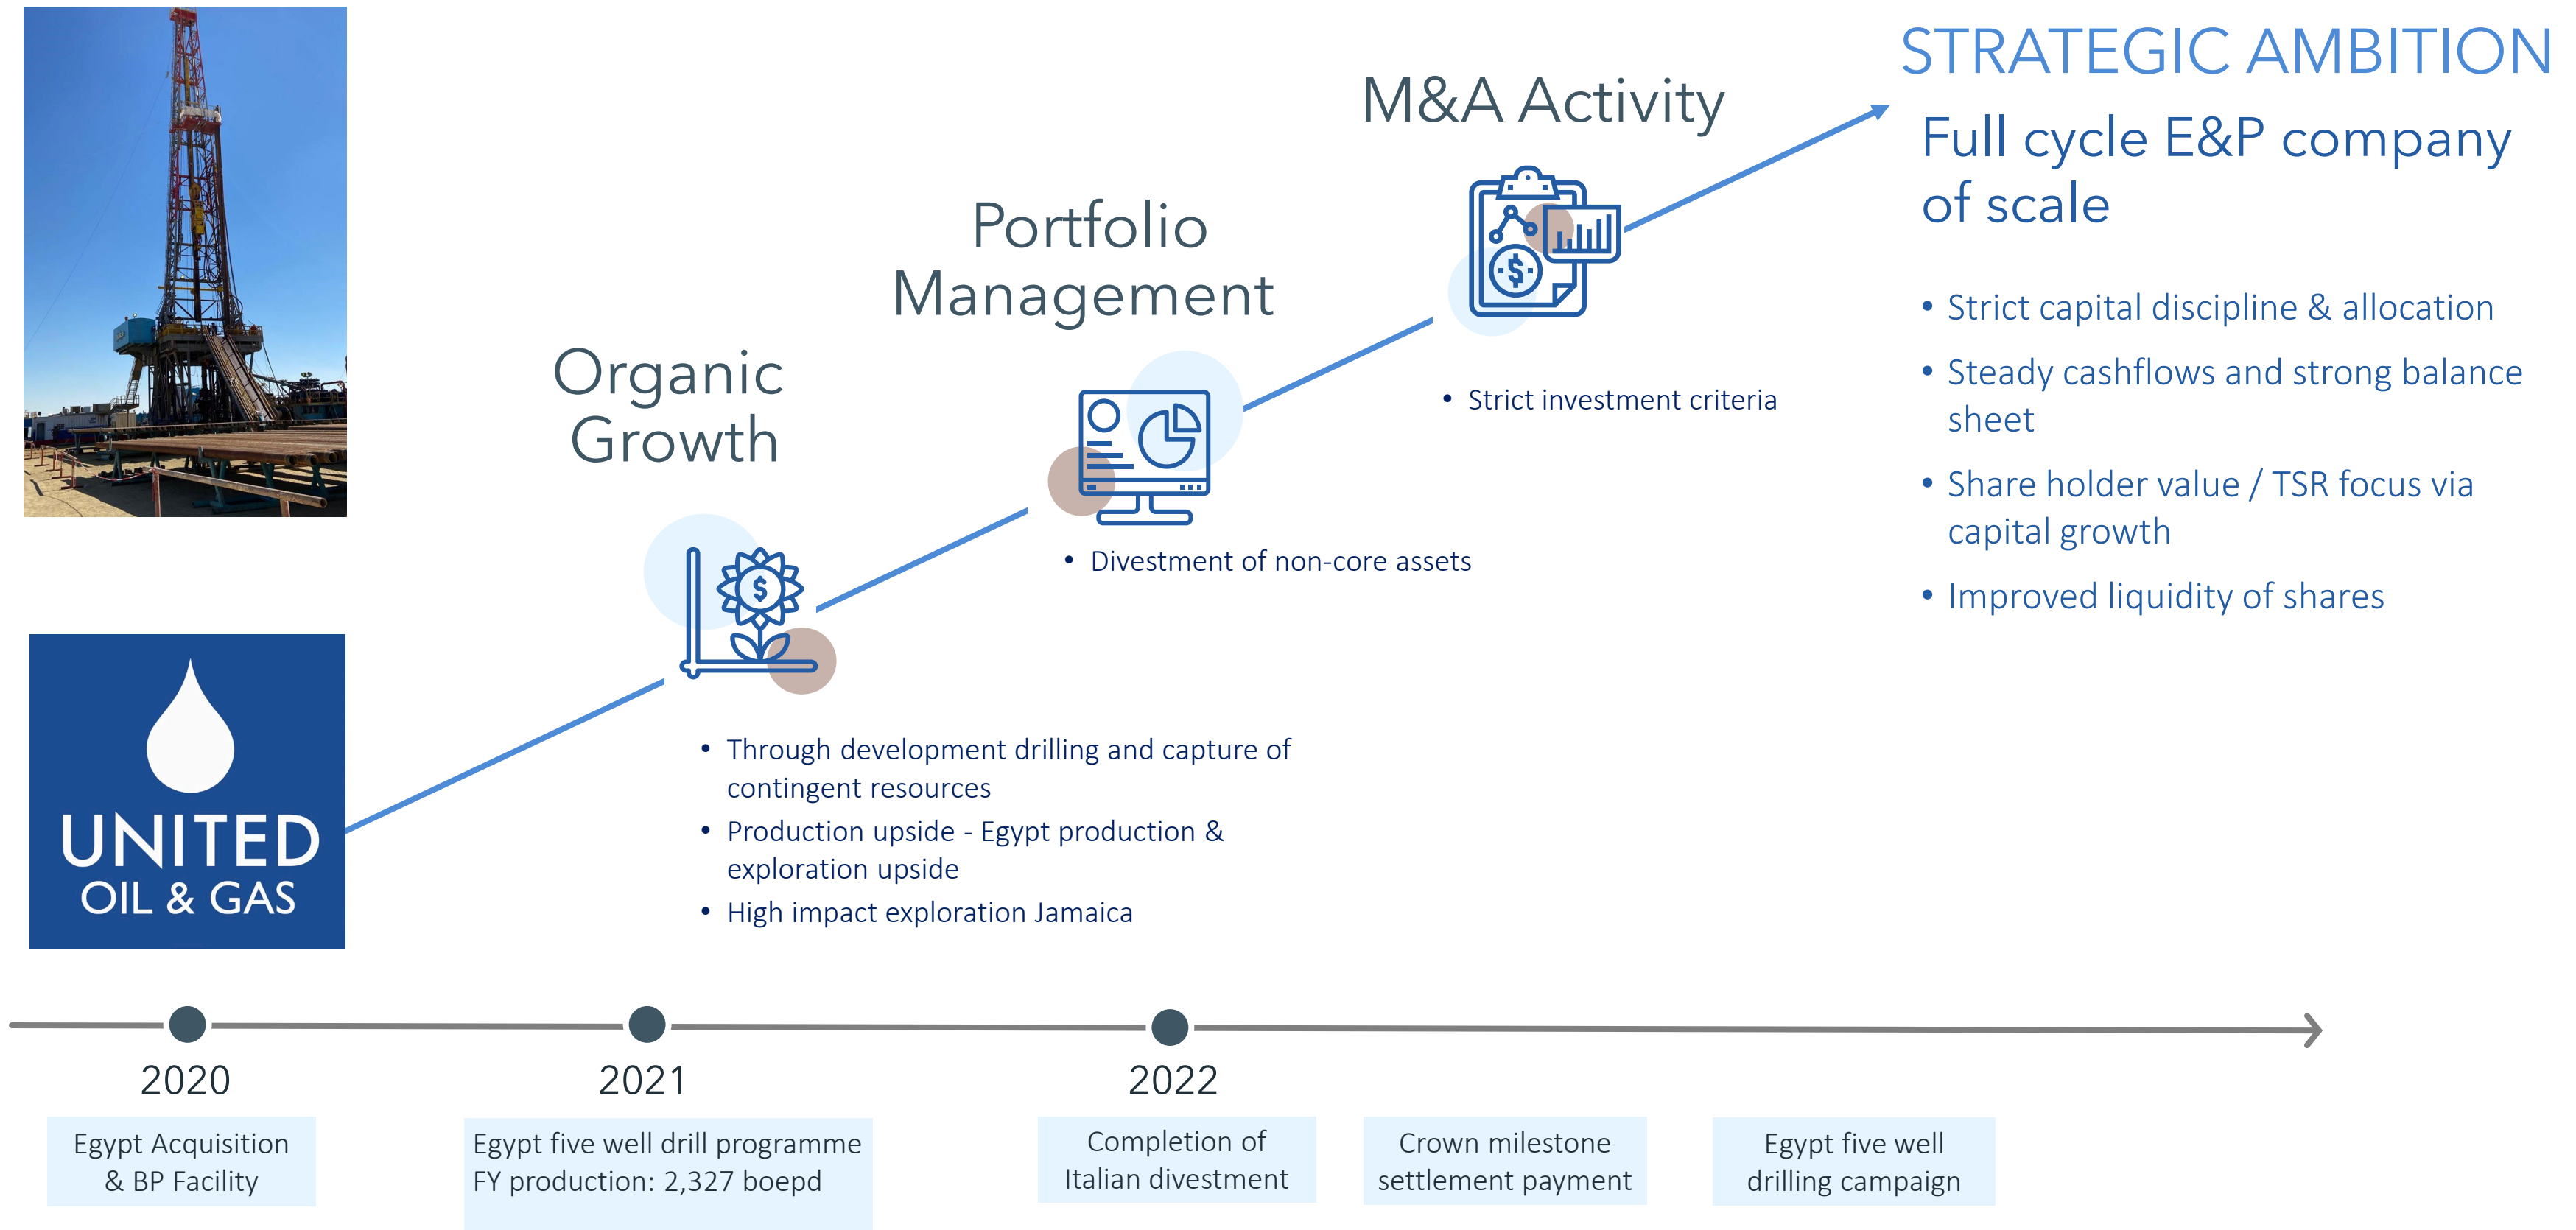 STRATEGIC AMBITION
Full cycle E&P company
of scale
• Strict capital discipline & allocation
• Steady cashflows and strong balance
sheet
• Share holder value / TSR focus via
capital growth
• Improved liquidity of shares
M&A Activity
• Strict investment criteria
Portfolio
Management
• Divestment of non-core assets
Organic
Growth
• Through development drilling and capture of
contingent resources
• Production upside - Egypt production &
exploration upside
• High impact exploration Jamaica
UNITED
OIL & GAS
2020
Egypt Acquisition
& BP Facility
2021
Egypt five well drill programme
FY production: 2,327 boepd
2022
Completion of
Italian divestment
Crown milestone
settlement payment
Egypt five well
drilling campaign